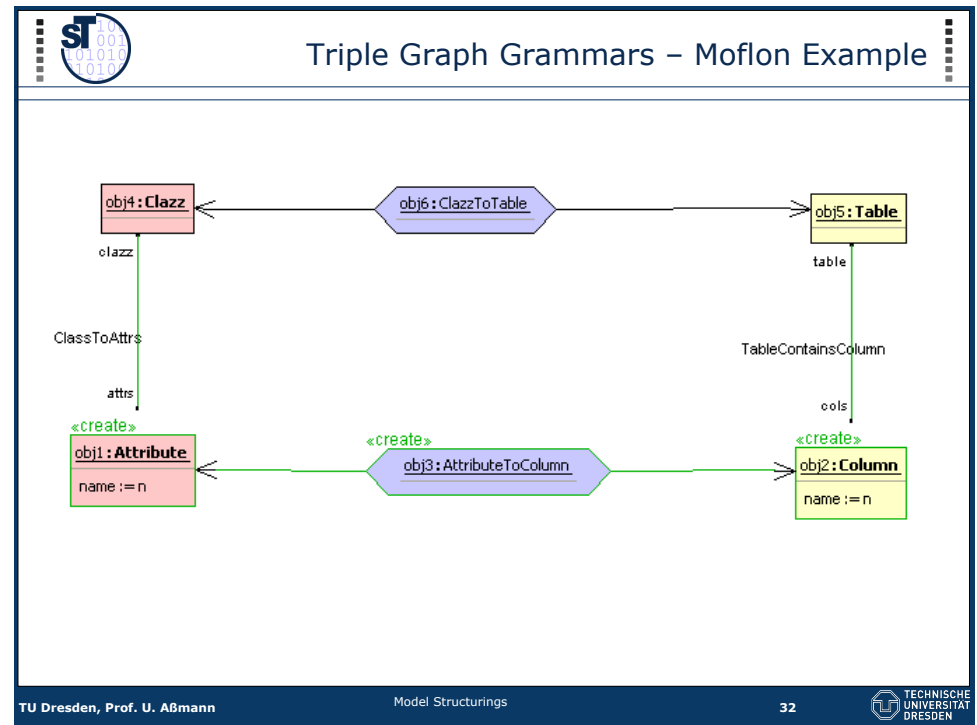 sT
Triple Graph Grammars – Moflon Example
obj4:Clazz
obj6:ClazzToTable
obj5:Table
clazz
table
ClassToAttrs
TableContainsColumn
attrs
cols
«create»
«create»
«create»
obj1:Attribute
obj3:AttributeToColumn
obj2:Column
name := n
name := n
TU Dresden, Prof. U. Aßmann
Model Structurings
32
TECHNISCHE
UNIVERSITÄT
DRESDEN